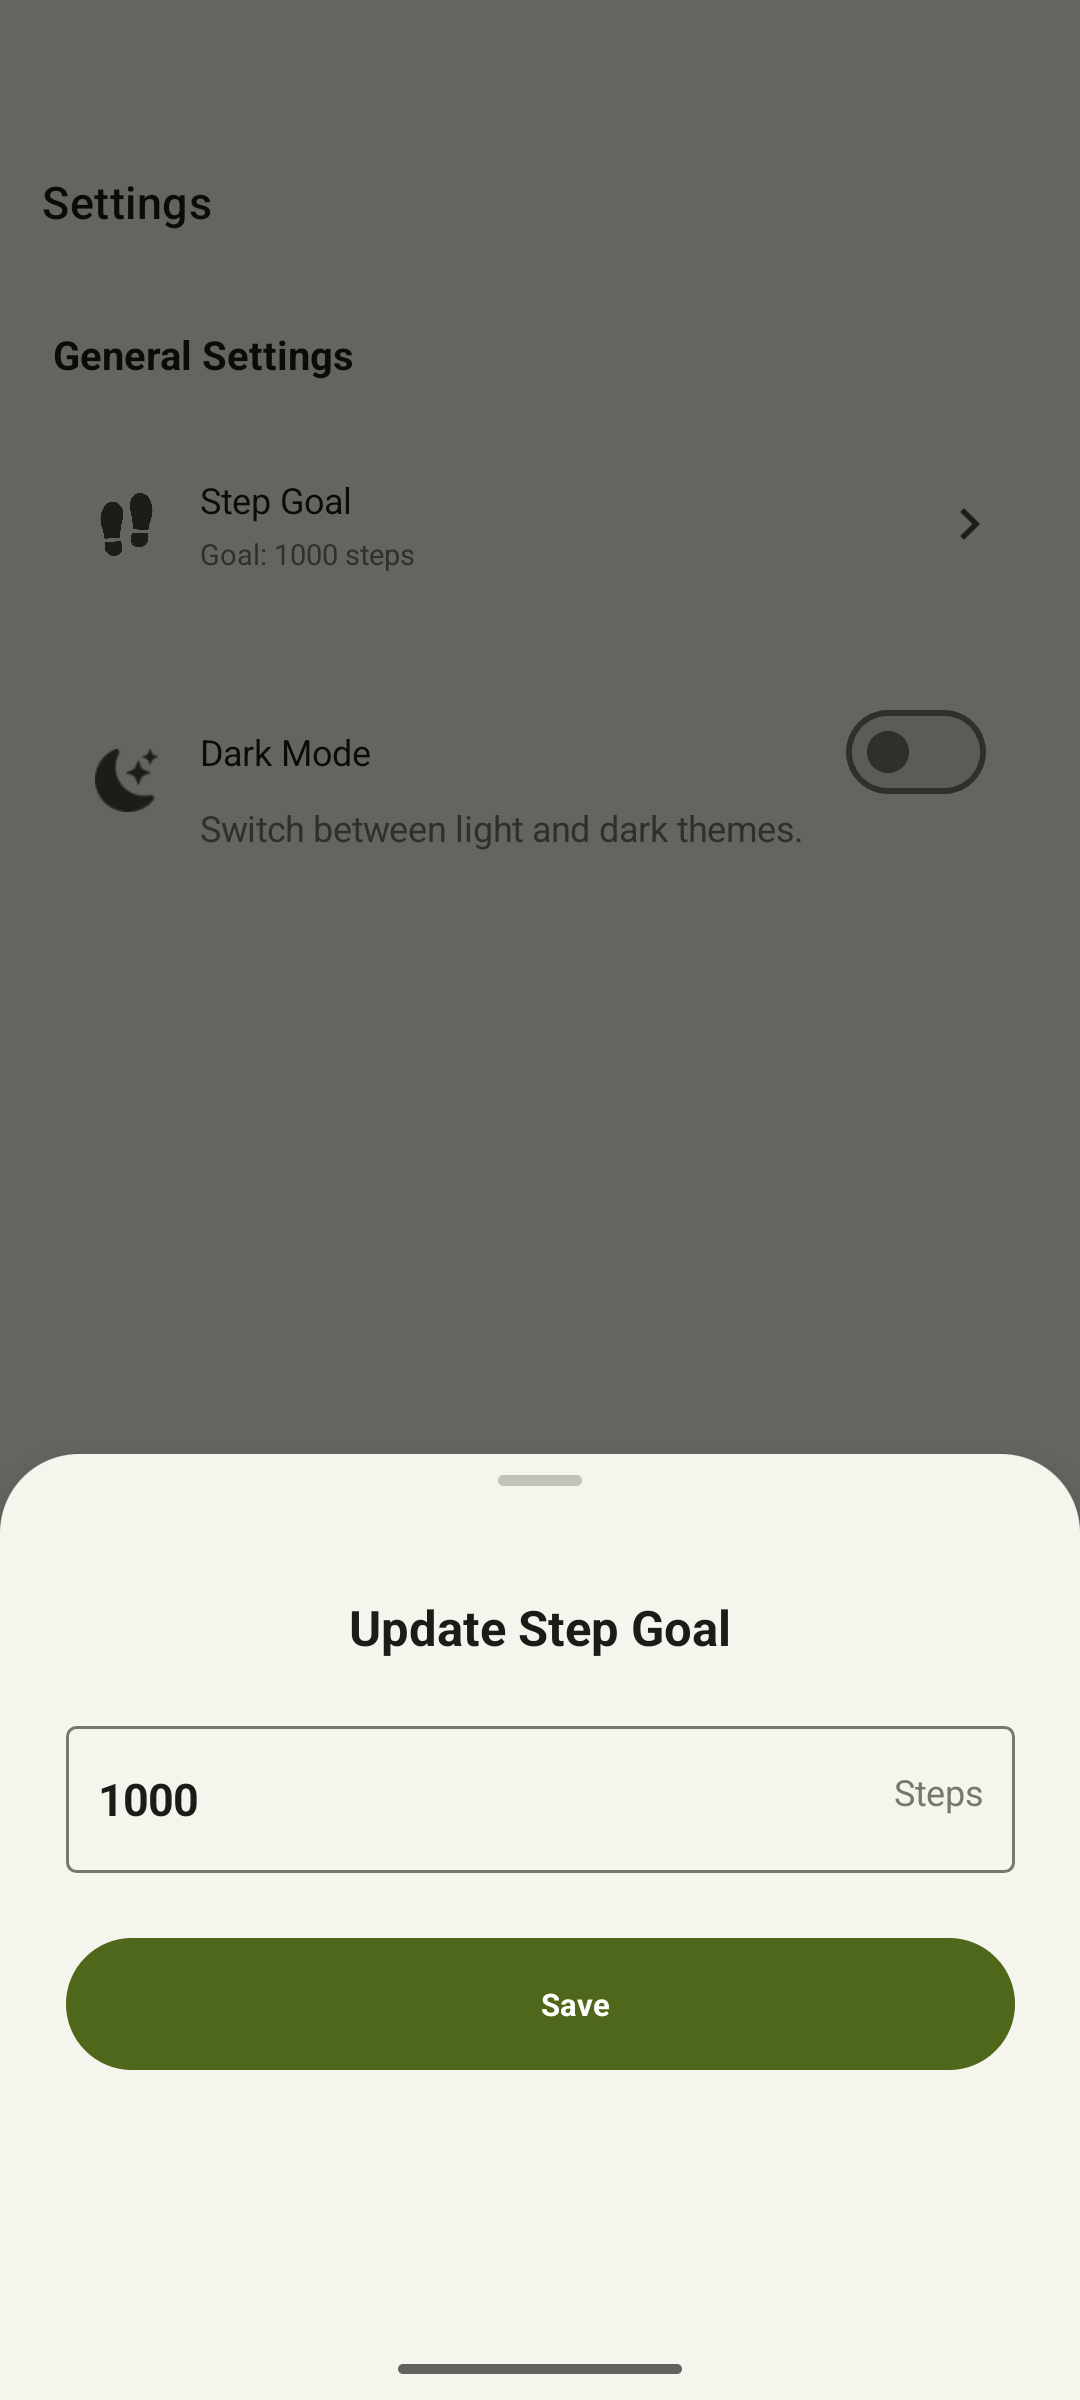 Settings
General Settings
Step Goal
Goal: 1000 steps
Dark Mode
Switch between light and dark themes.
Update Step Goal
1000 Steps
Save